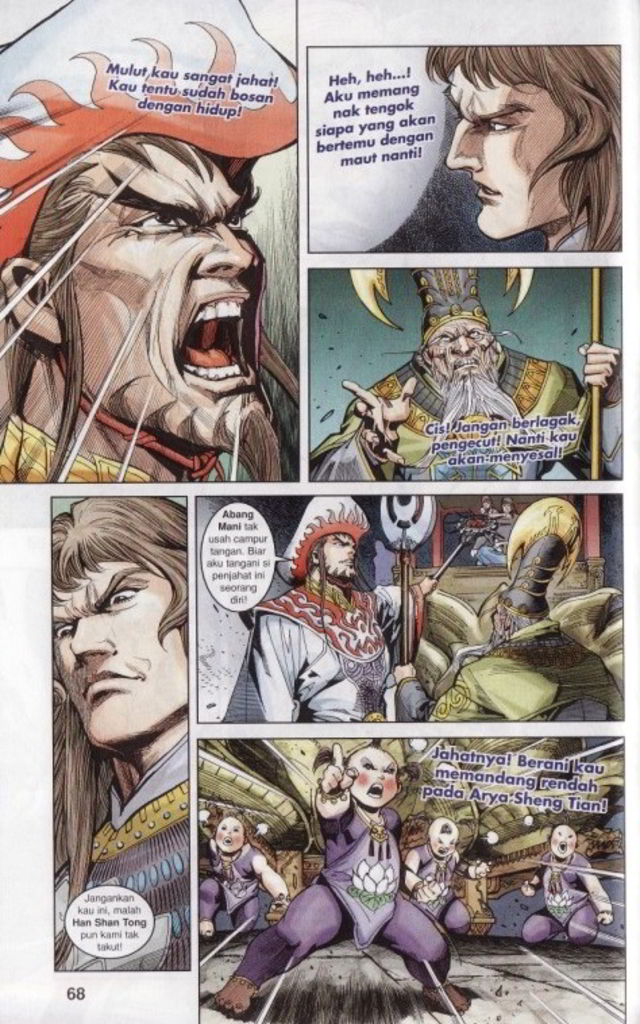 Mulut kau sangat jahat!
Kau tentu sudah bosan
dengan hidup!
Heh, heh...!
Aku memang
nak tengok
siapa yang akan
bertemu dengan
maut nanti!
Cis! Jangan berlagak,
pengecut! Nanti kau
akan menyesal!
Abang
Mani tak
usah campur
tangan. Biar
aku tangani si
penjahat ini
seorang
diri!
Jangankan
kau ini, malah
Han Shan Tong
pun kami tak
takut!
Jahatnya! Berani kau
memandang rendah
pada Arya Sheng Tian!
68